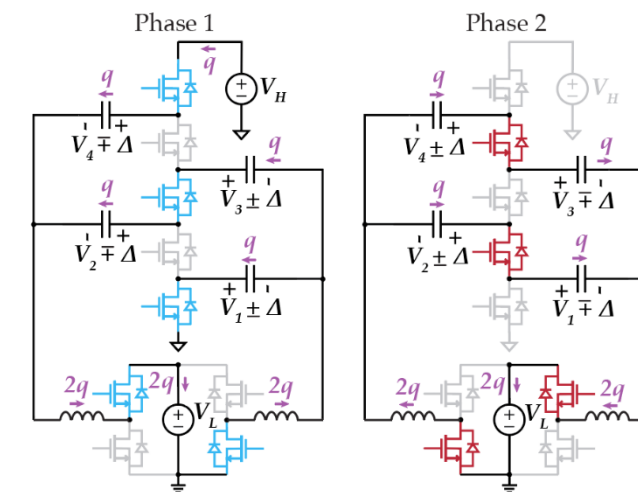 Phase 1
Phase 2
q
q
V_H
V_4 ∓ Δ
q
V_3 ± Δ
q
V_2 ∓ Δ
q
V_1 ± Δ
2q
2q
V_L
2q
q
V_H
V_4 ± Δ
q
V_3 ∓ Δ
q
V_2 ± Δ
q
V_1 ∓ Δ
2q
2q
V_L
2q